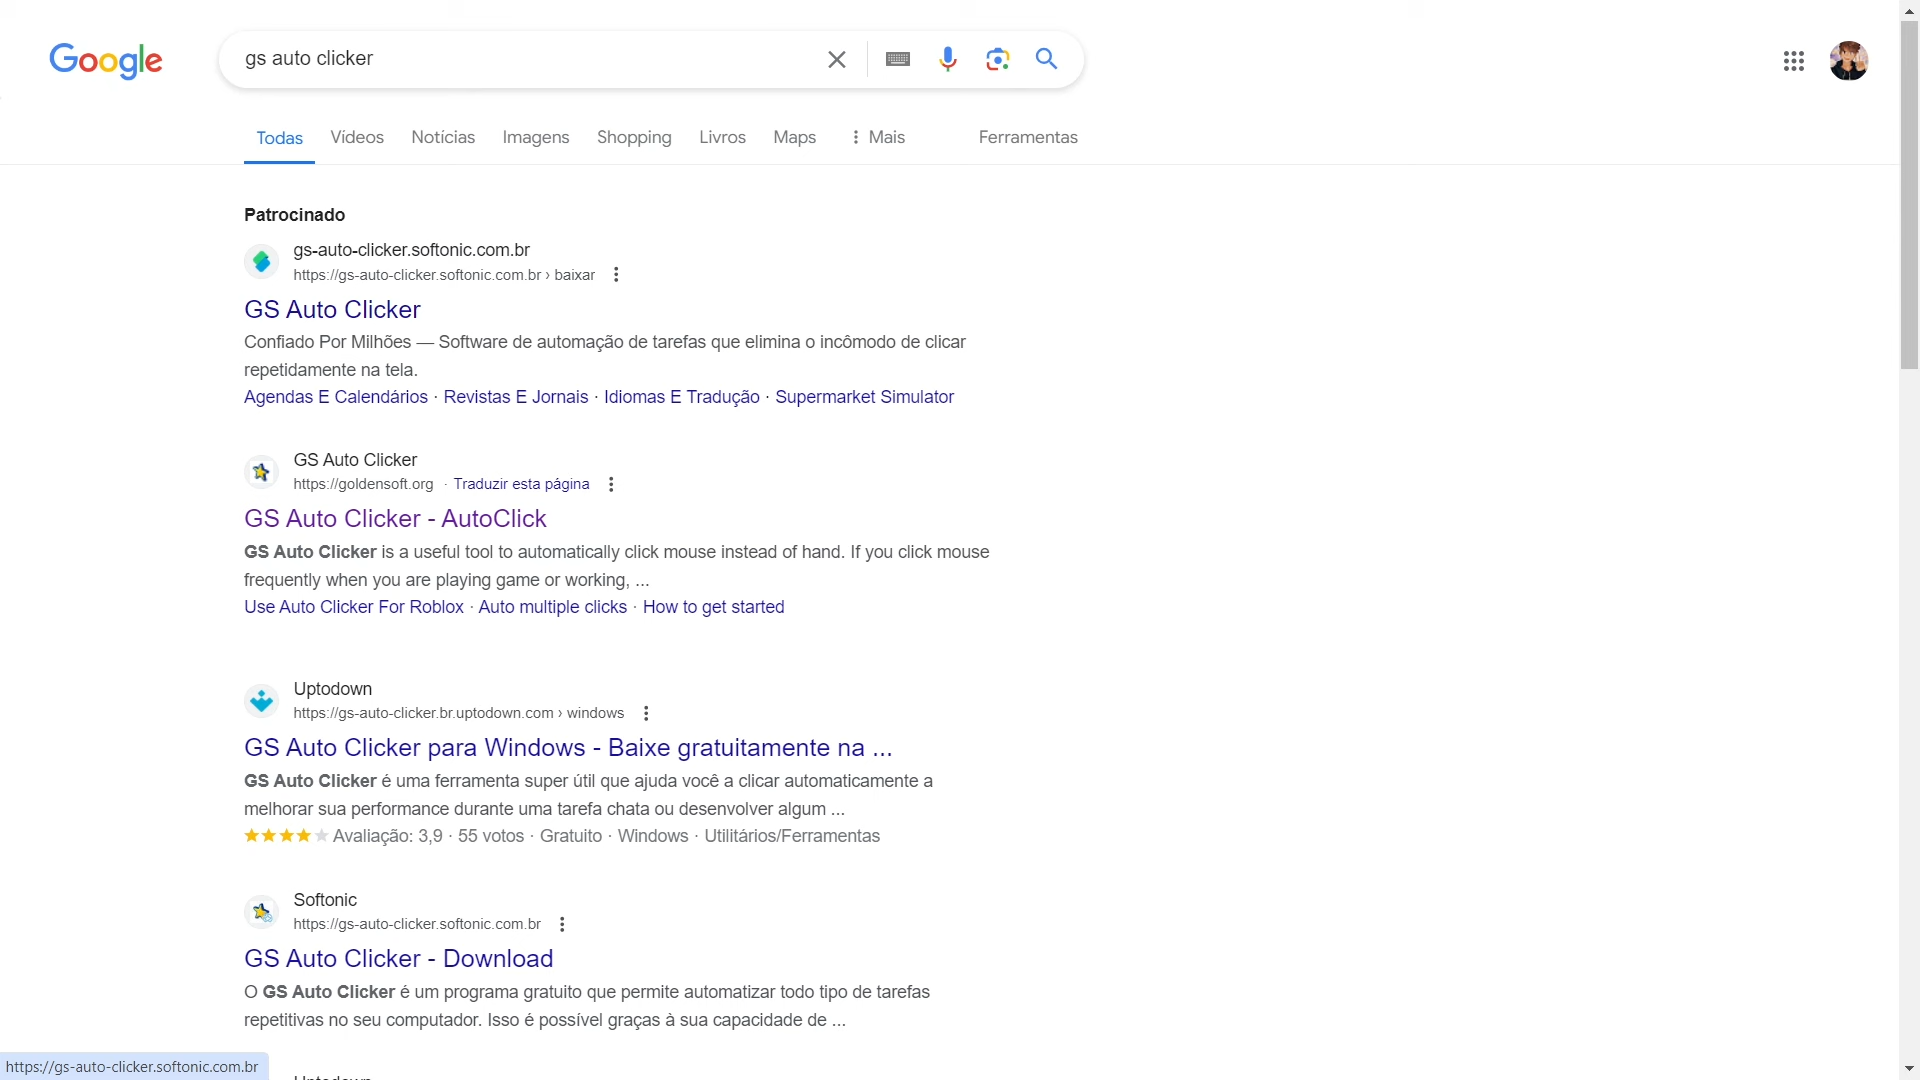 Google
gs auto clicker
Todas
Vídeos
Notícias
Imagens
Shopping
Livros
Maps
Mais
Ferramentas
Patrocinado
gs-auto-clicker.softonic.com.br
https://gs-auto-clicker.softonic.com.br › baixar
GS Auto Clicker
Confiado Por Milhões — Software de automação de tarefas que elimina o incômodo de clicar
repetidamente na tela.
Agendas E Calendários · Revistas E Jornais · Idiomas E Tradução · Supermarket Simulator
GS Auto Clicker
https://goldensoft.org · Traduzir esta página
GS Auto Clicker - AutoClick
GS Auto Clicker is a useful tool to automatically click mouse instead of hand. If you click mouse
frequently when you are playing game or working, ...
Use Auto Clicker For Roblox · Auto multiple clicks · How to get started
Uptodown
https://gs-auto-clicker.br.uptodown.com › windows
GS Auto Clicker para Windows - Baixe gratuitamente na ...
GS Auto Clicker é uma ferramenta super útil que ajuda você a clicar automaticamente a
melhorar sua performance durante uma tarefa chata ou desenvolver algum ...
Avaliação: 3,9 · 55 votos · Gratuito · Windows · Utilitários/Ferramentas
Softonic
https://gs-auto-clicker.softonic.com.br
GS Auto Clicker - Download
O GS Auto Clicker é um programa gratuito que permite automatizar todo tipo de tarefas
repetitivas no seu computador. Isso é possível graças à sua capacidade de ...
https://gs-auto-clicker.softonic.com.br
Uptodown